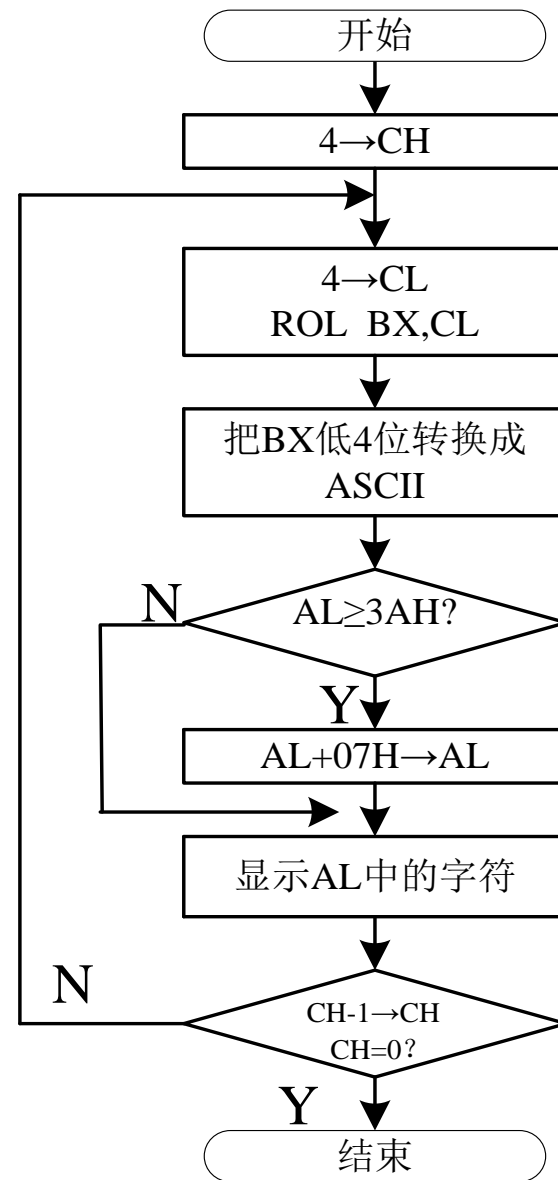 开始
4→CH
4→CL
ROL BX,CL
把BX低4位转换成
ASCII
N
AL≥3AH?
Y
AL+07H→AL
显示AL中的字符
N
CH-1→CH
CH=0？
Y
结束